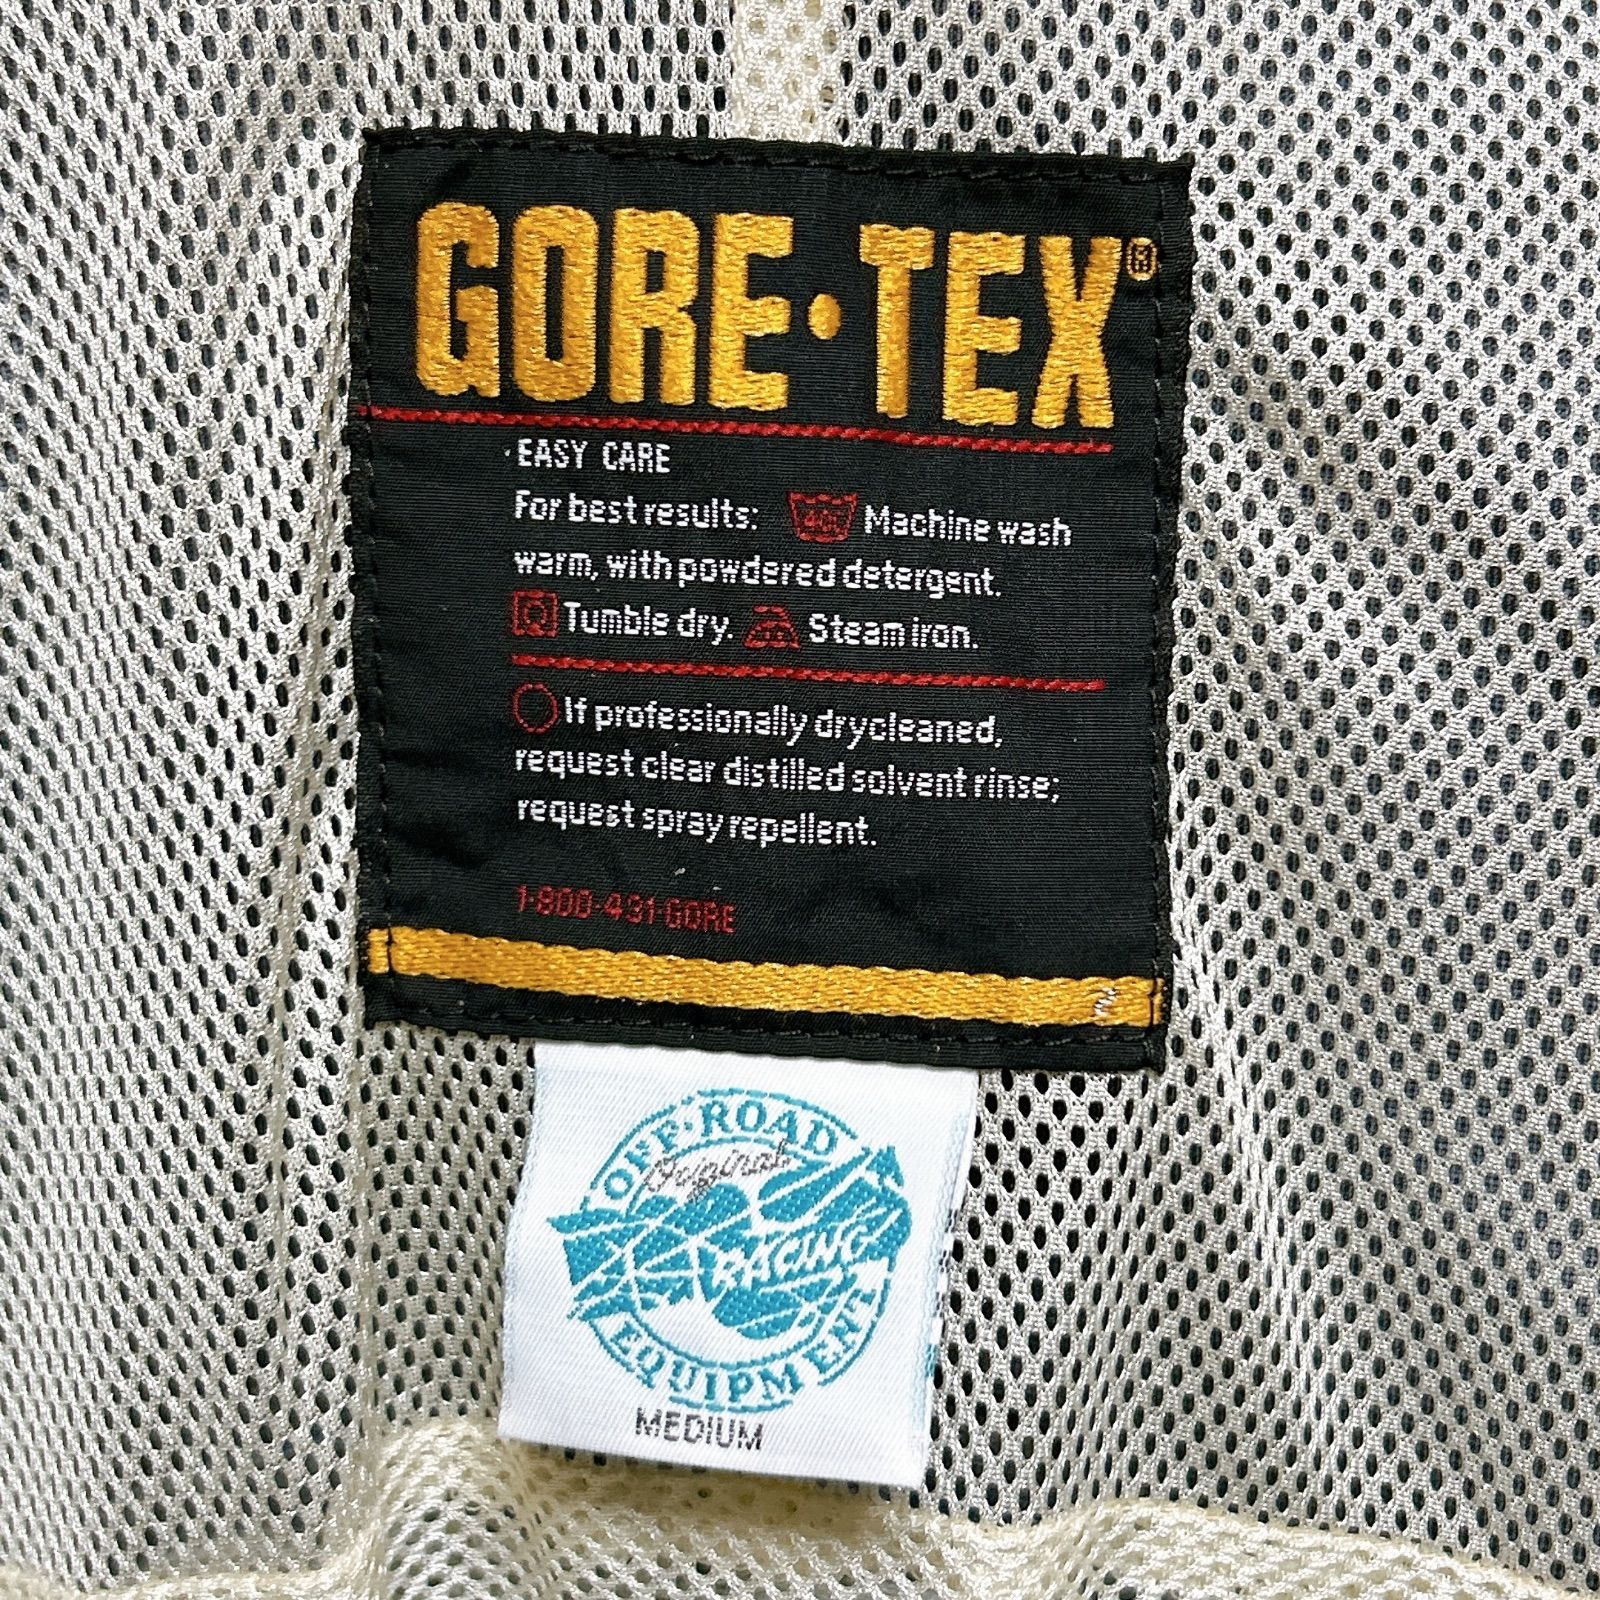 GORE·TEX®
EASY CARE
For best results: 40C Machine wash
warm, with powdered detergent.
Tumble dry. Steam iron.
If professionally drycleaned,
request clear distilled solvent rinse;
request spray repellent.
1-800-431-GORE
Z
OFF·ROAD
Original
RACING
EQUIPMENT
MEDIUM